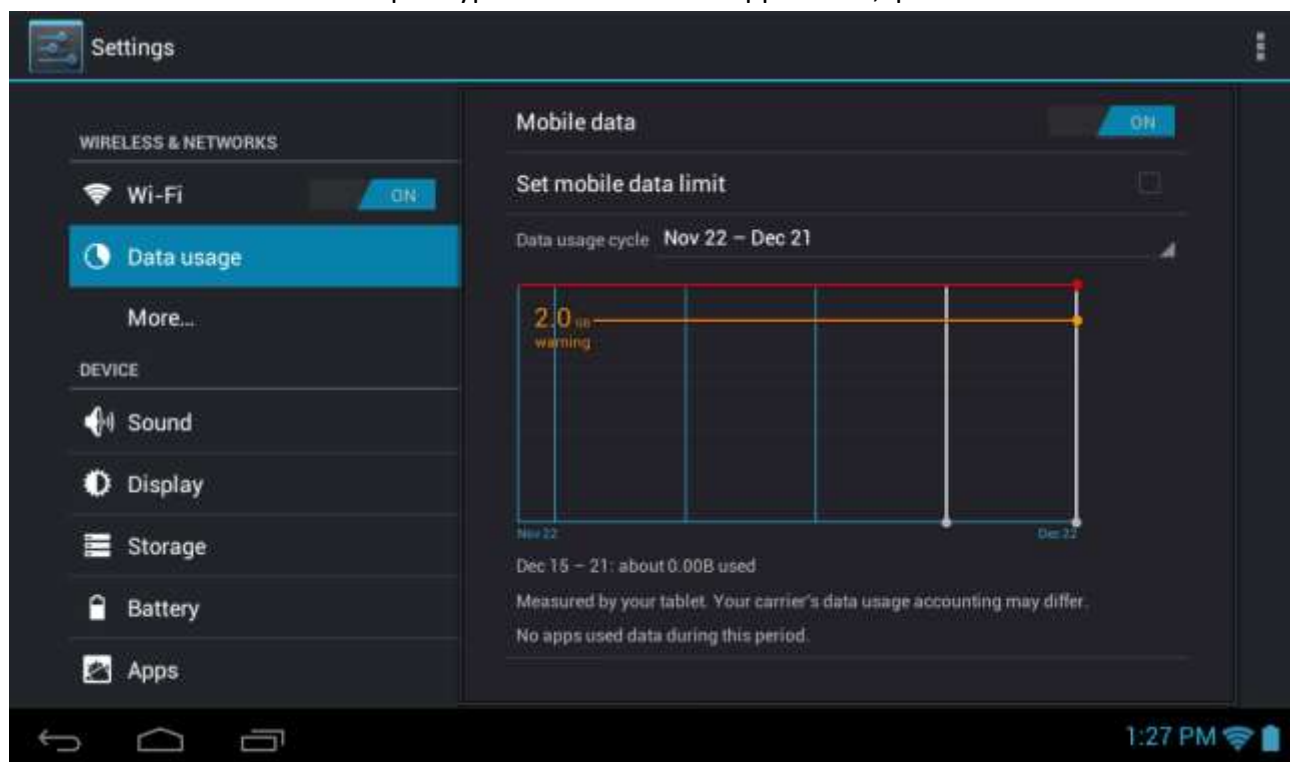 Settings
WIRELESS & NETWORKS
Wi-Fi ON
Data usage
More...
DEVICE
Sound
Display
Storage
Battery
Apps
Mobile data ON
Set mobile data limit
Data usage cycle Nov 22 – Dec 21
2.0 GB
warning
Nov 22 Dec 22
Dec 15 – 21: about 0.00B used
Measured by your tablet. Your carrier's data usage accounting may differ.
No apps used data during this period.
1:27 PM